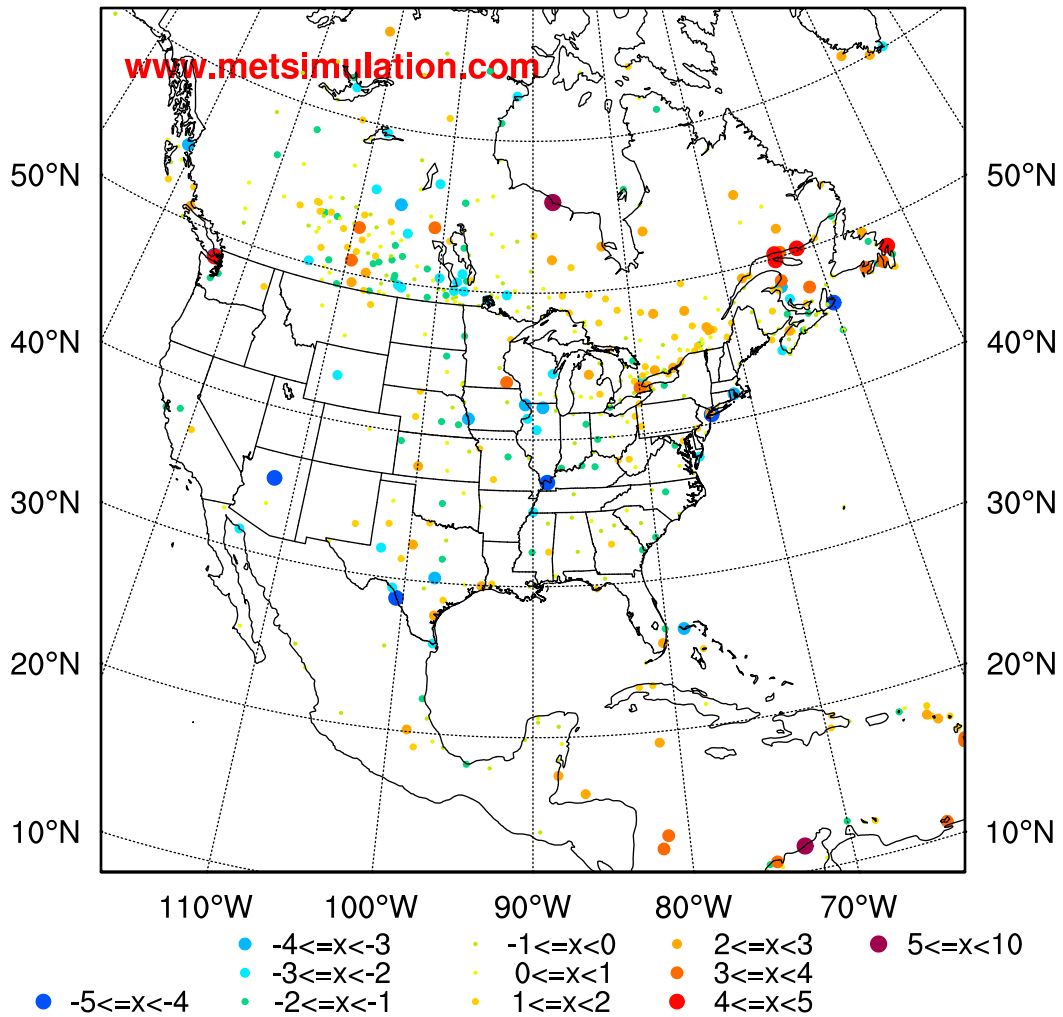 www.metsimulation.com
50°N 50°N
40°N 40°N
30°N 30°N
20°N 20°N
10°N 10°N
110°W 100°W 90°W 80°W 70°W
-4<=x<-3 -1<=x<0 2<=x<3 5<=x<10
-3<=x<-2 0<=x<1 3<=x<4
-5<=x<-4 -2<=x<-1 1<=x<2 4<=x<5